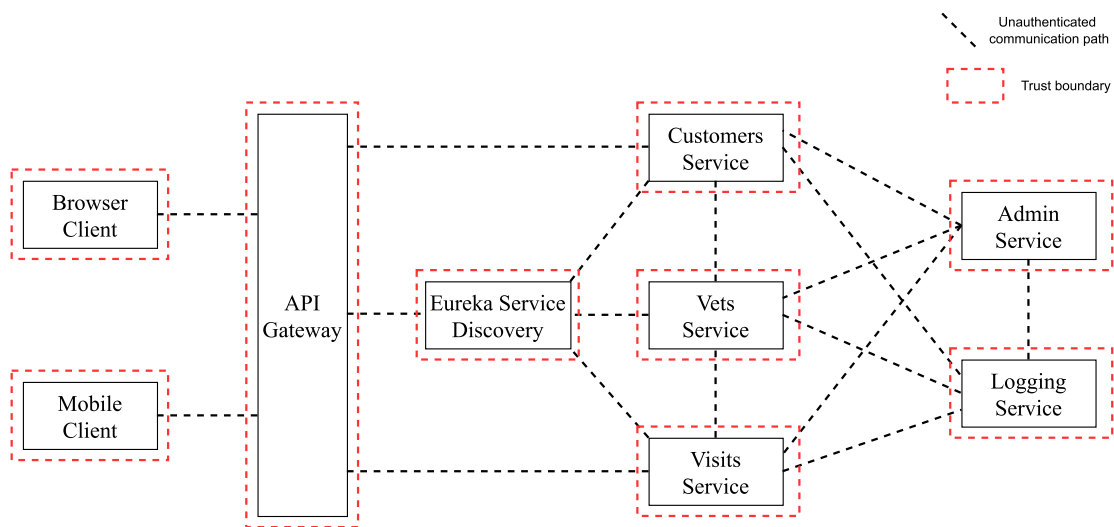 Unauthenticated
communication path
Trust boundary
Customers
Service
Browser
Client
Admin
Service
API
Gateway
Eureka Service
Discovery
Vets
Service
Mobile
Client
Logging
Service
Visits
Service